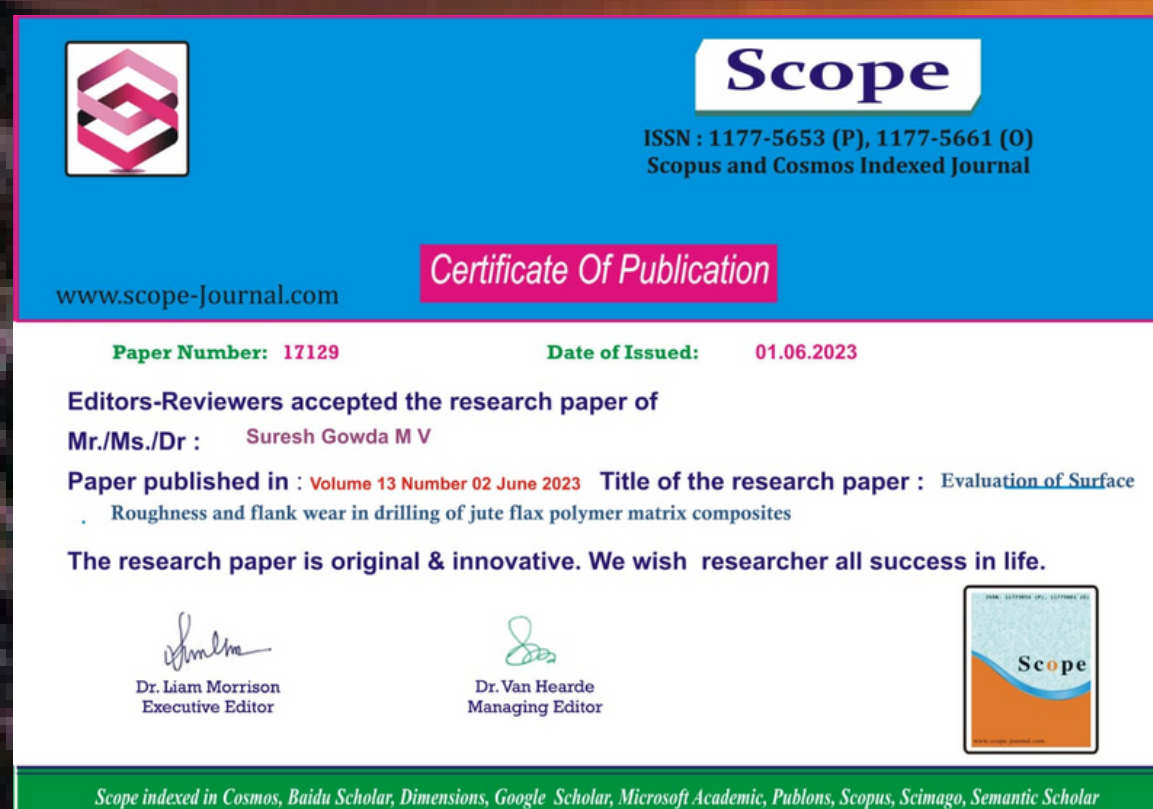 Scope
ISSN : 1177-5653 (P), 1177-5661 (O)
Scopus and Cosmos Indexed Journal
Certificate Of Publication
www.scope-Journal.com
Paper Number: 17129 Date of Issued: 01.06.2023
Editors-Reviewers accepted the research paper of
Mr./Ms./Dr : Suresh Gowda M V
Paper published in : Volume 13 Number 02 June 2023 Title of the research paper : Evaluation of Surface
. Roughness and flank wear in drilling of jute flax polymer matrix composites
The research paper is original & innovative. We wish researcher all success in life.
Dr. Liam Morrison
Executive Editor
Dr. Van Hearde
Managing Editor
Scope
www.scope-journal.com
Scope indexed in Cosmos, Baidu Scholar, Dimensions, Google Scholar, Microsoft Academic, Publons, Scopus, Scimago, Semantic Scholar